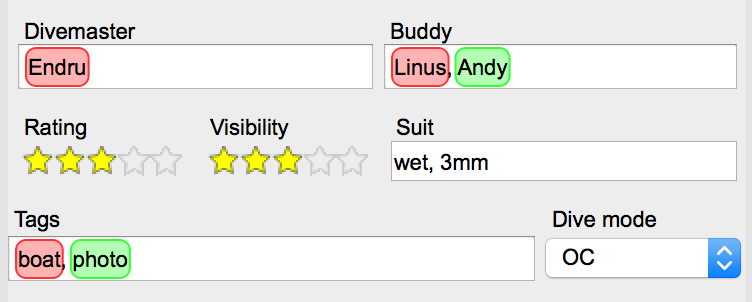 Divemaster Buddy
Endru Linus, Andy
Rating Visibility Suit
wet, 3mm
Tags Dive mode
boat, photo OC